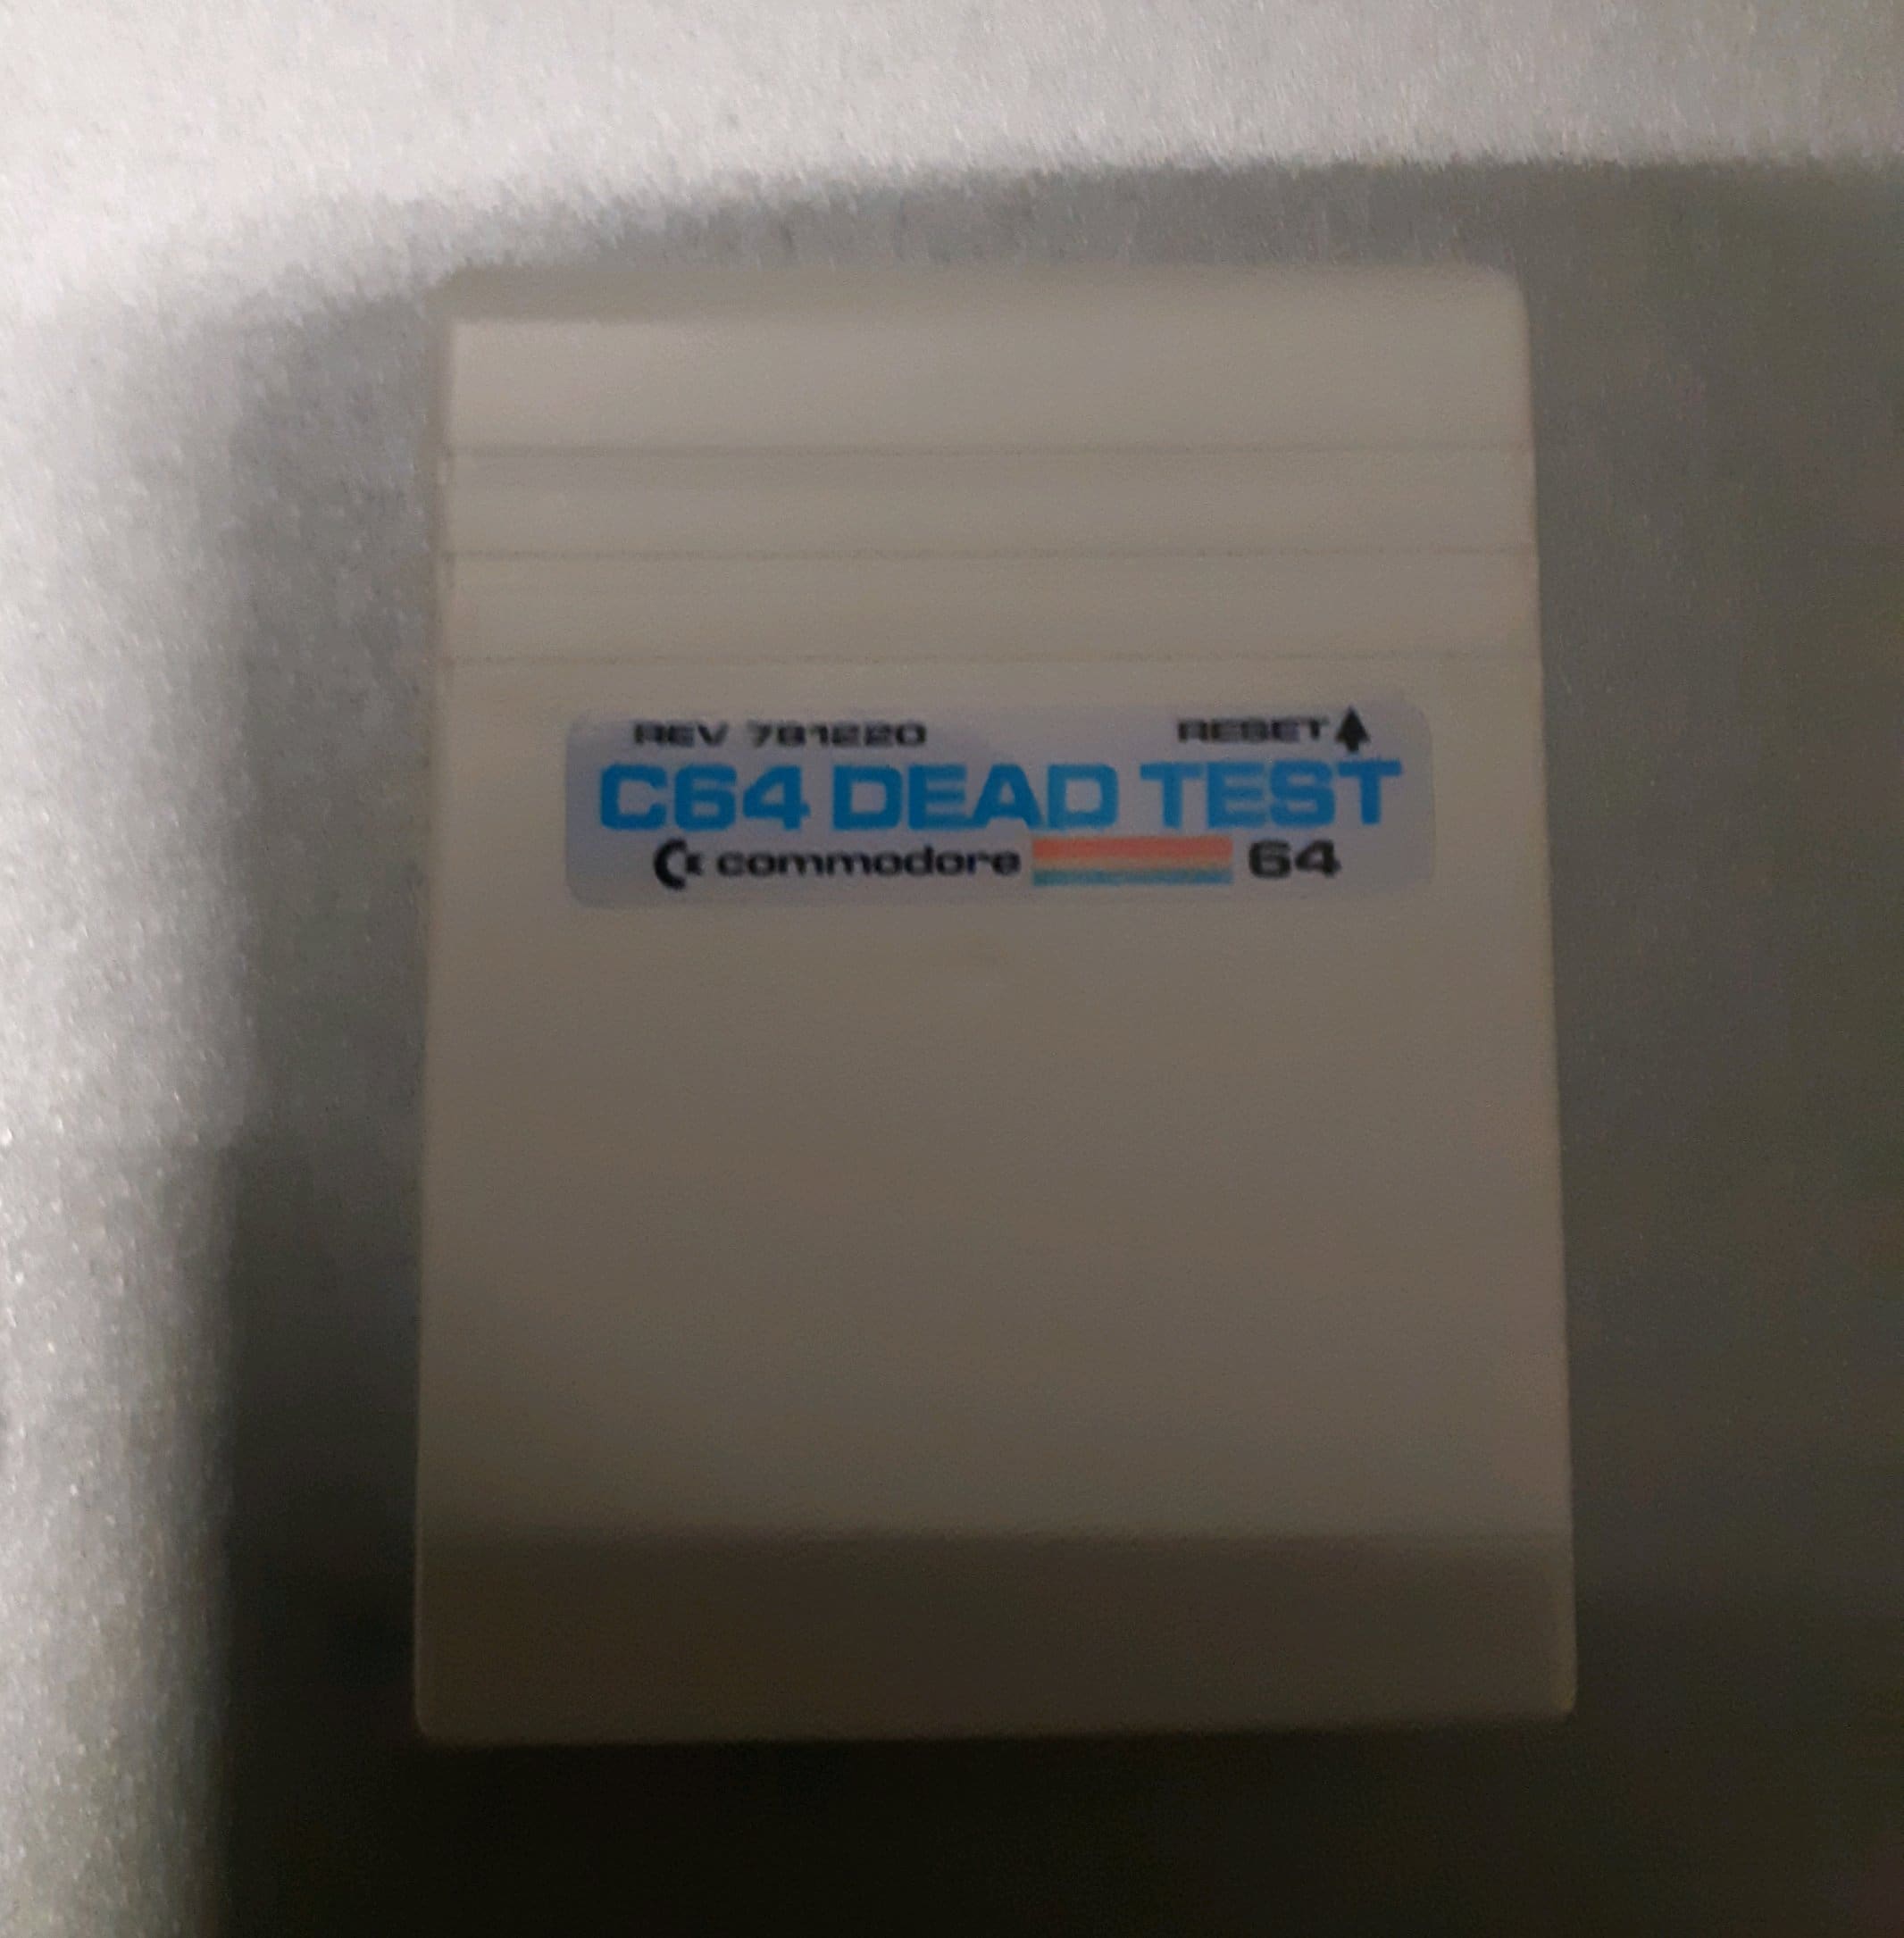 REV 781220 RESET
C64 DEAD TEST
commodore 64